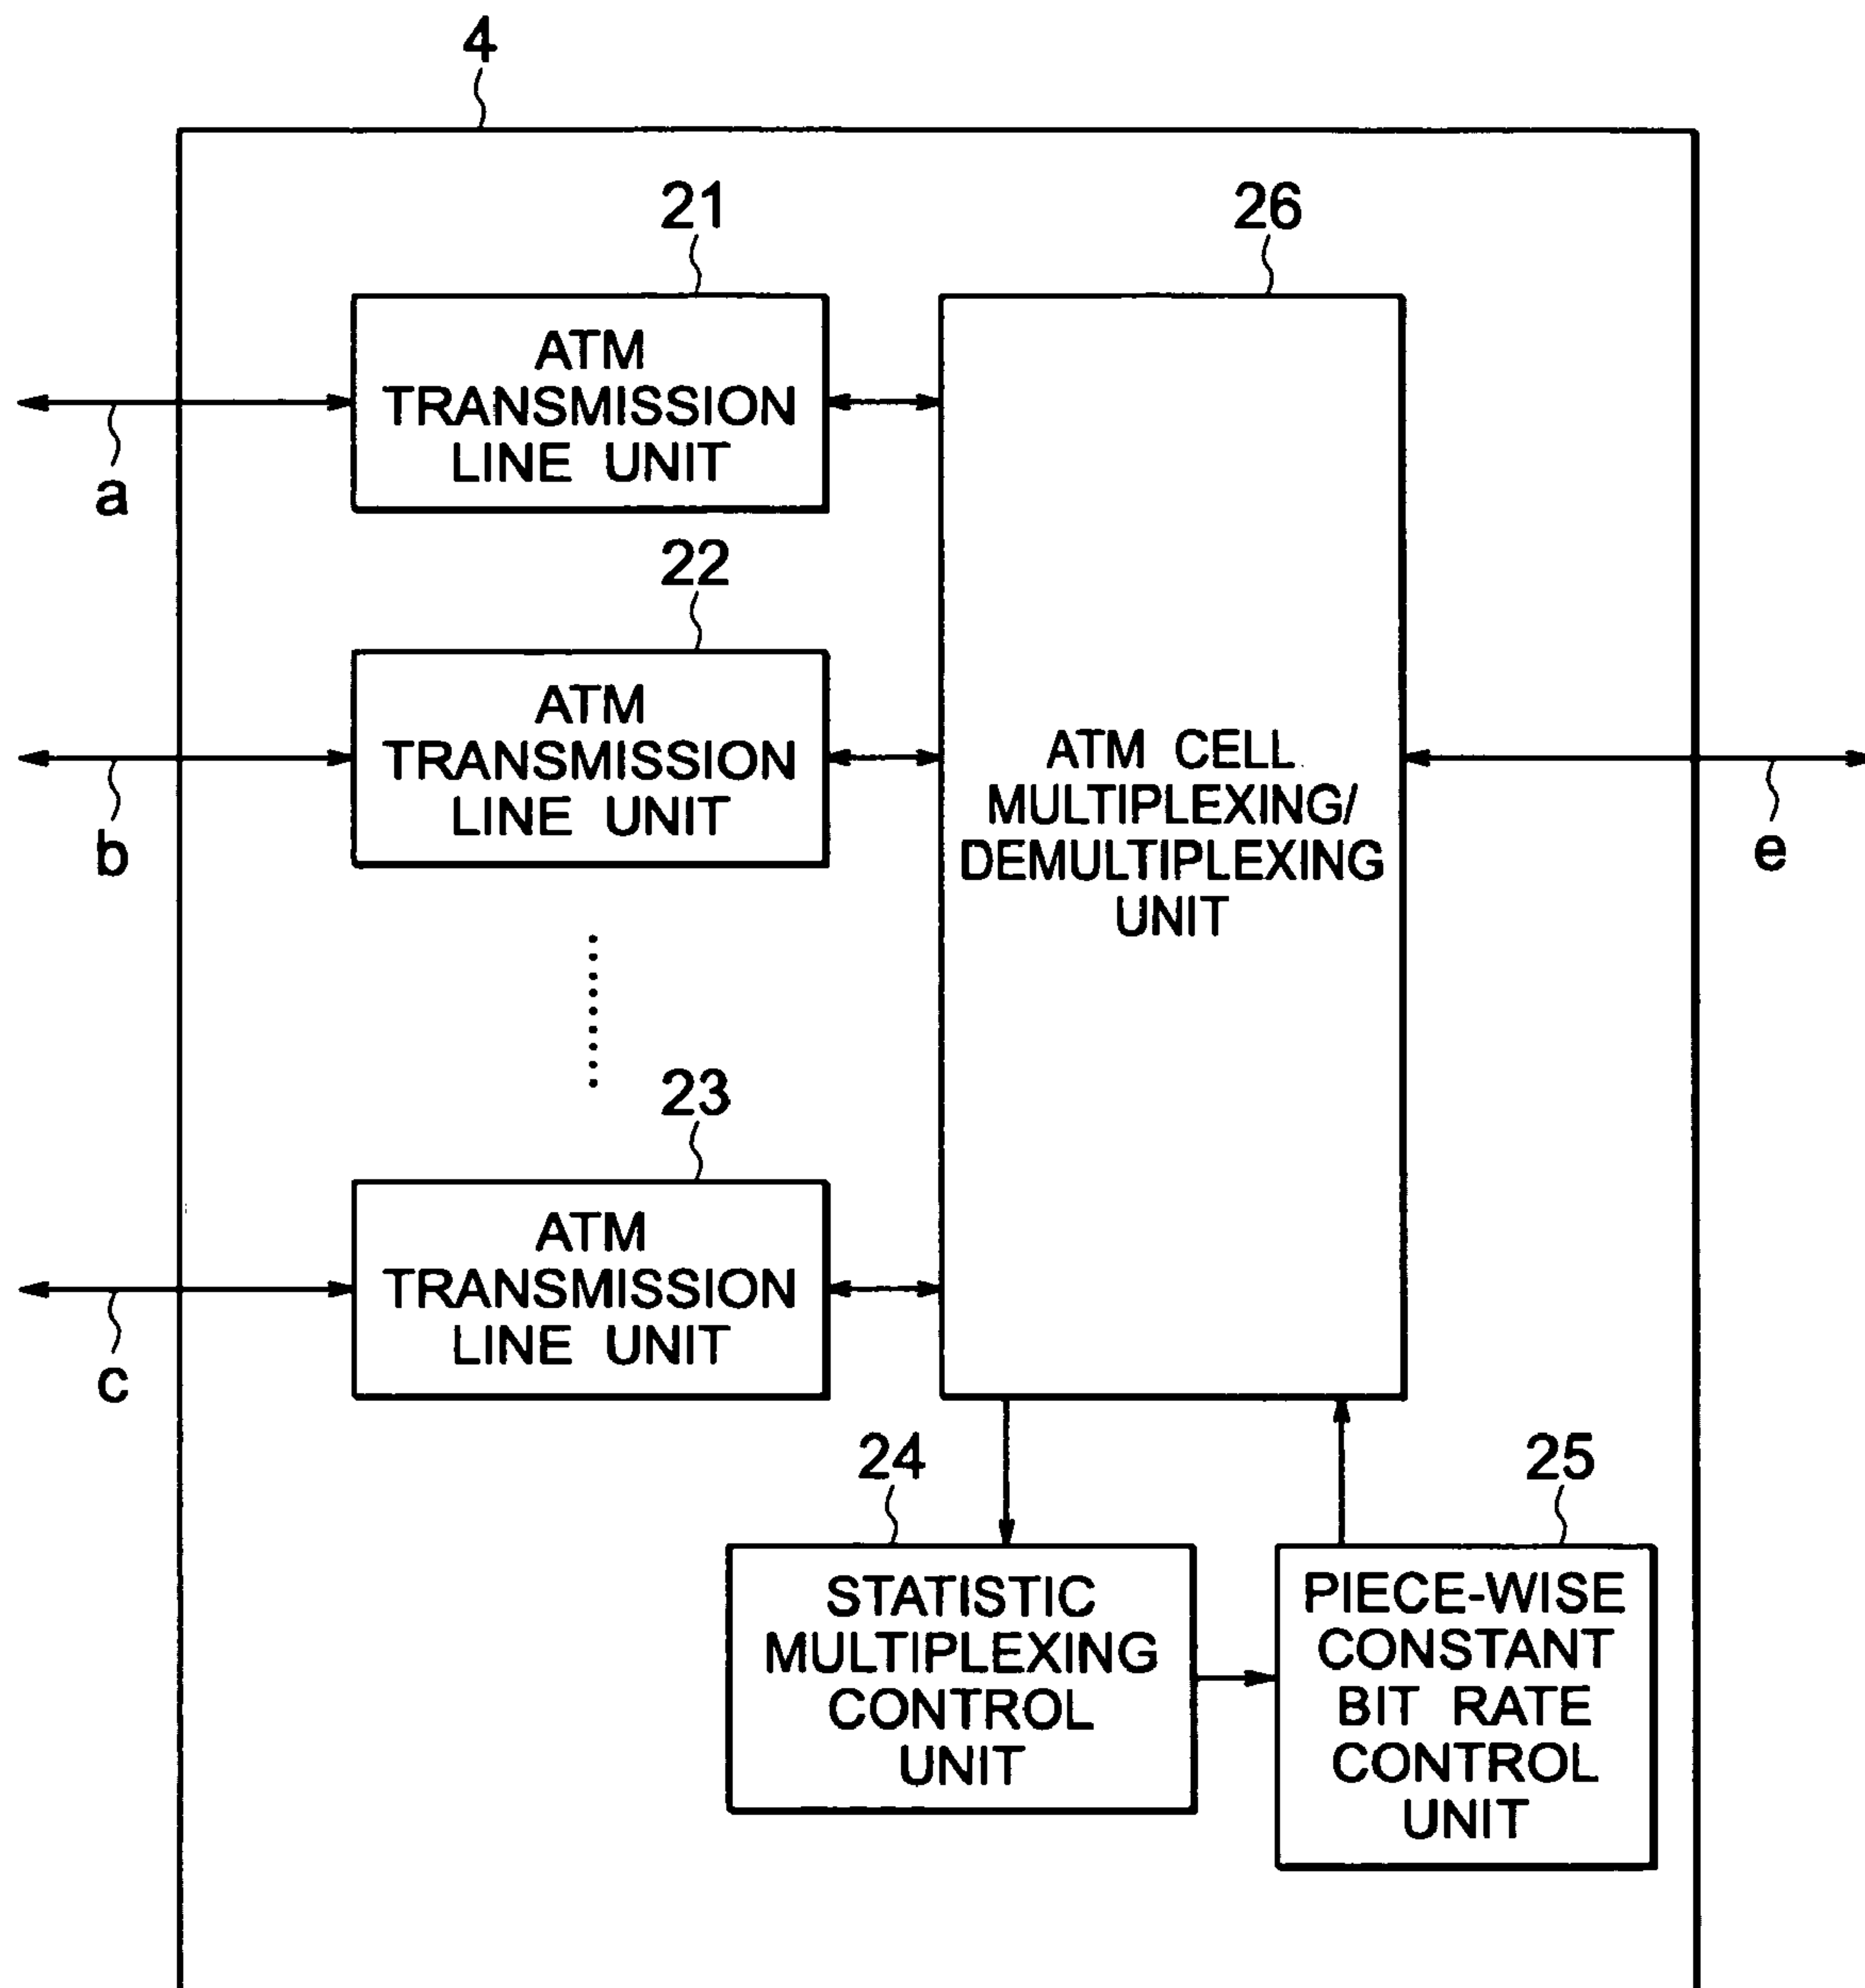 4
21
26
ATM
TRANSMISSION
LINE UNIT
a
22
ATM
TRANSMISSION
LINE UNIT
b
ATM CELL
MULTIPLEXING/
DEMULTIPLEXING
UNIT
e
23
ATM
TRANSMISSION
LINE UNIT
c
24
25
STATISTIC
MULTIPLEXING
CONTROL
UNIT
PIECE-WISE
CONSTANT
BIT RATE
CONTROL
UNIT